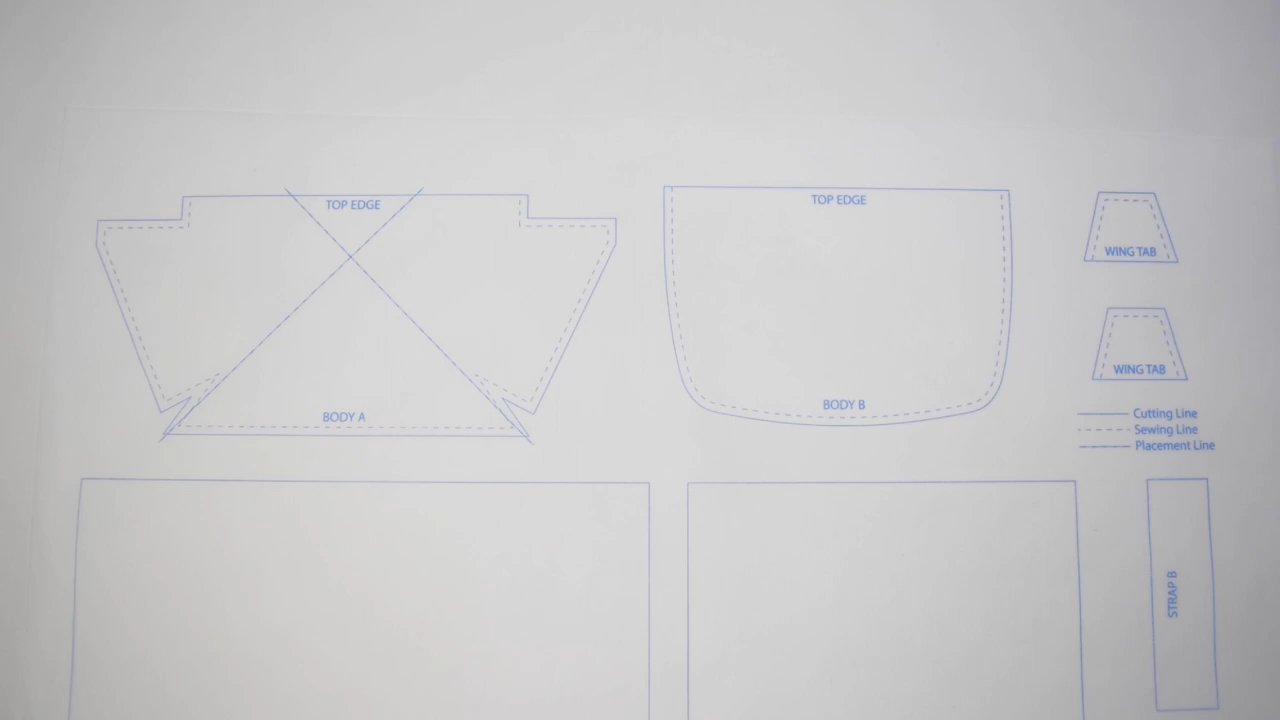 TOP EDGE
BODY A
TOP EDGE
BODY B
WING TAB
WING TAB
Cutting Line
Sewing Line
Placement Line
STRAP B